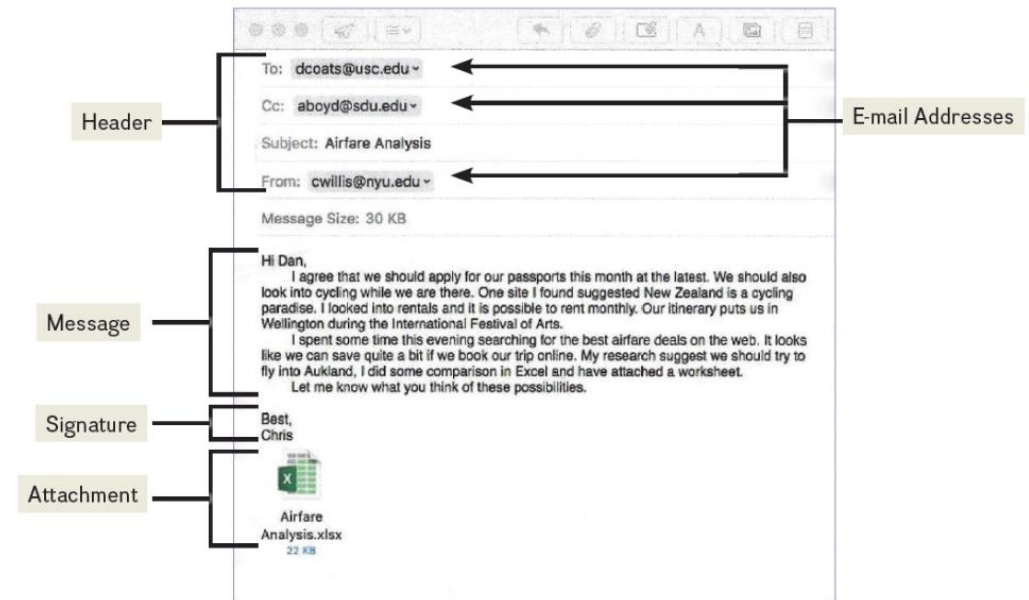 To: dcoats@usc.edu
Header
Cc: aboyd@sdu.edu
E-mail Addresses
Subject: Airfare Analysis
From: cwillis@nyu.edu
Message Size: 30 KB
Message
Hi Dan,
I agree that we should apply for our passports this month at the latest. We should also
look into cycling while we are there. One site I found suggested New Zealand is a cycling
paradise. I looked into rentals and it is possible to rent monthly. Our itinerary puts us in
Wellington during the International Festival of Arts.
I spent some time this evening searching for the best airfare deals on the web. It looks
like we can save quite a bit if we book our trip online. My research suggest we should try to
fly into Aukland, I did some comparison in Excel and have attached a worksheet.
Let me know what you think of these possibilities.
Signature
Best,
Chris
Attachment
X
Airfare
Analysis.xlsx
22 KB